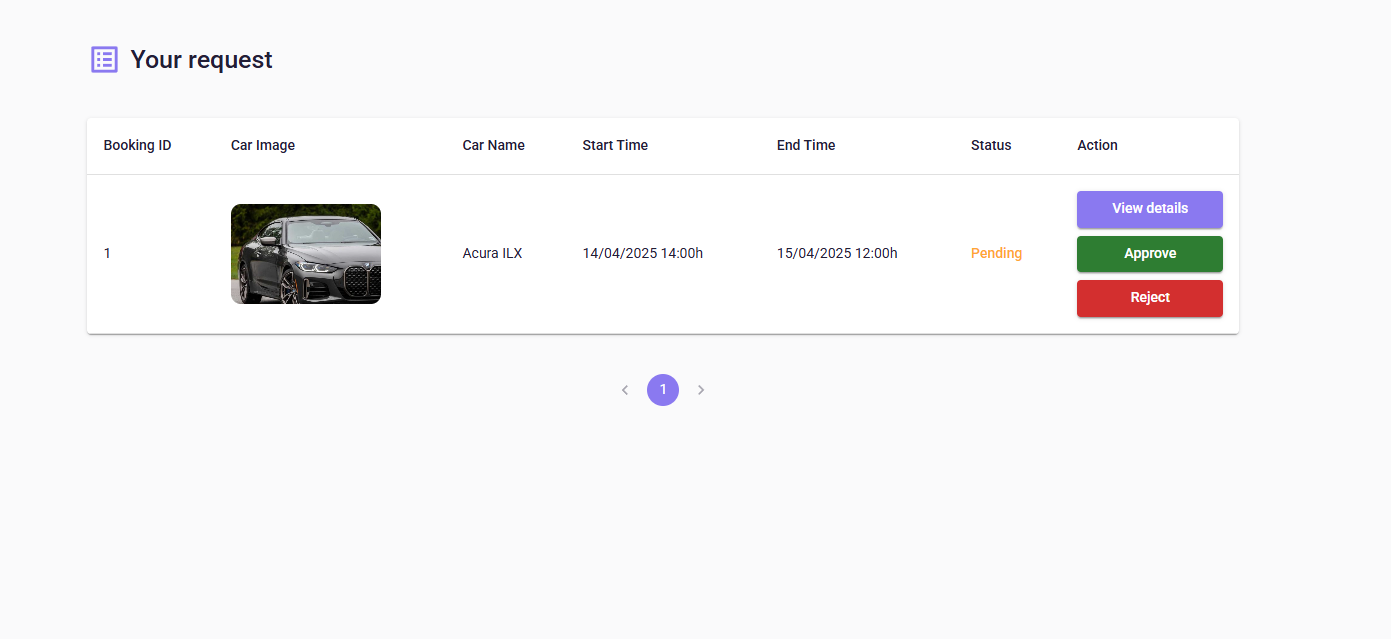 Your request
Booking ID Car Image Car Name Start Time End Time Status Action
View details
1 Acura ILX 14/04/2025 14:00h 15/04/2025 12:00h Pending Approve
Reject
1